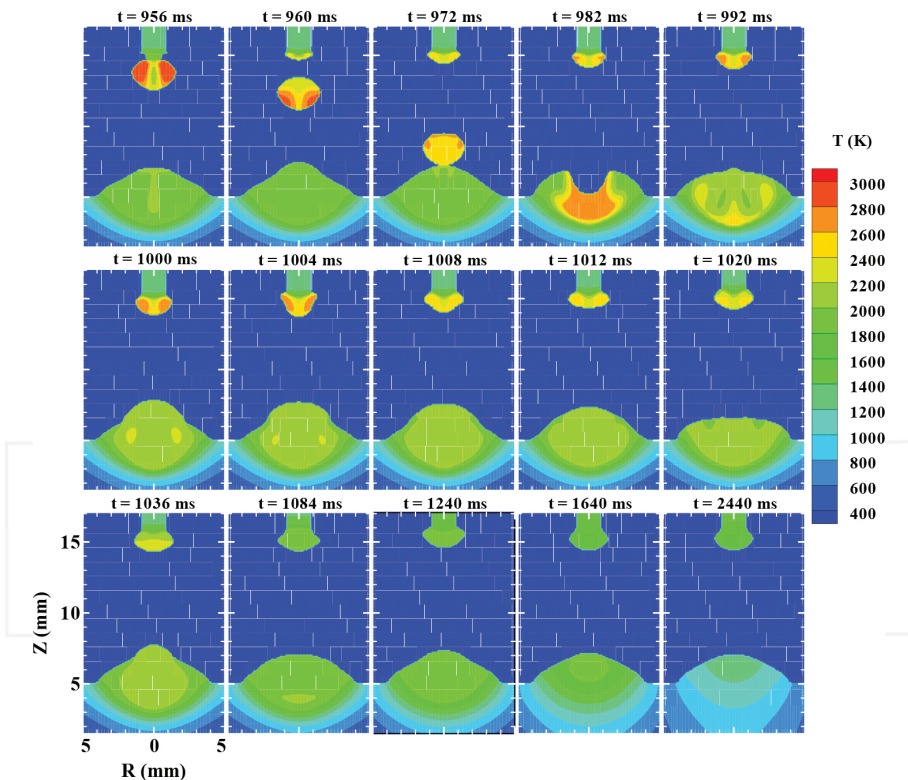 t = 956 ms
t = 960 ms
t = 972 ms
t = 982 ms
t = 992 ms
T (K)
3000
2800
2600
2400
2200
2000
1800
1600
1400
1200
1000
800
600
400
t = 1000 ms
t = 1004 ms
t = 1008 ms
t = 1012 ms
t = 1020 ms
t = 1036 ms
t = 1084 ms
t = 1240 ms
t = 1640 ms
t = 2440 ms
15
10
5
Z (mm)
5 0 5
R (mm)